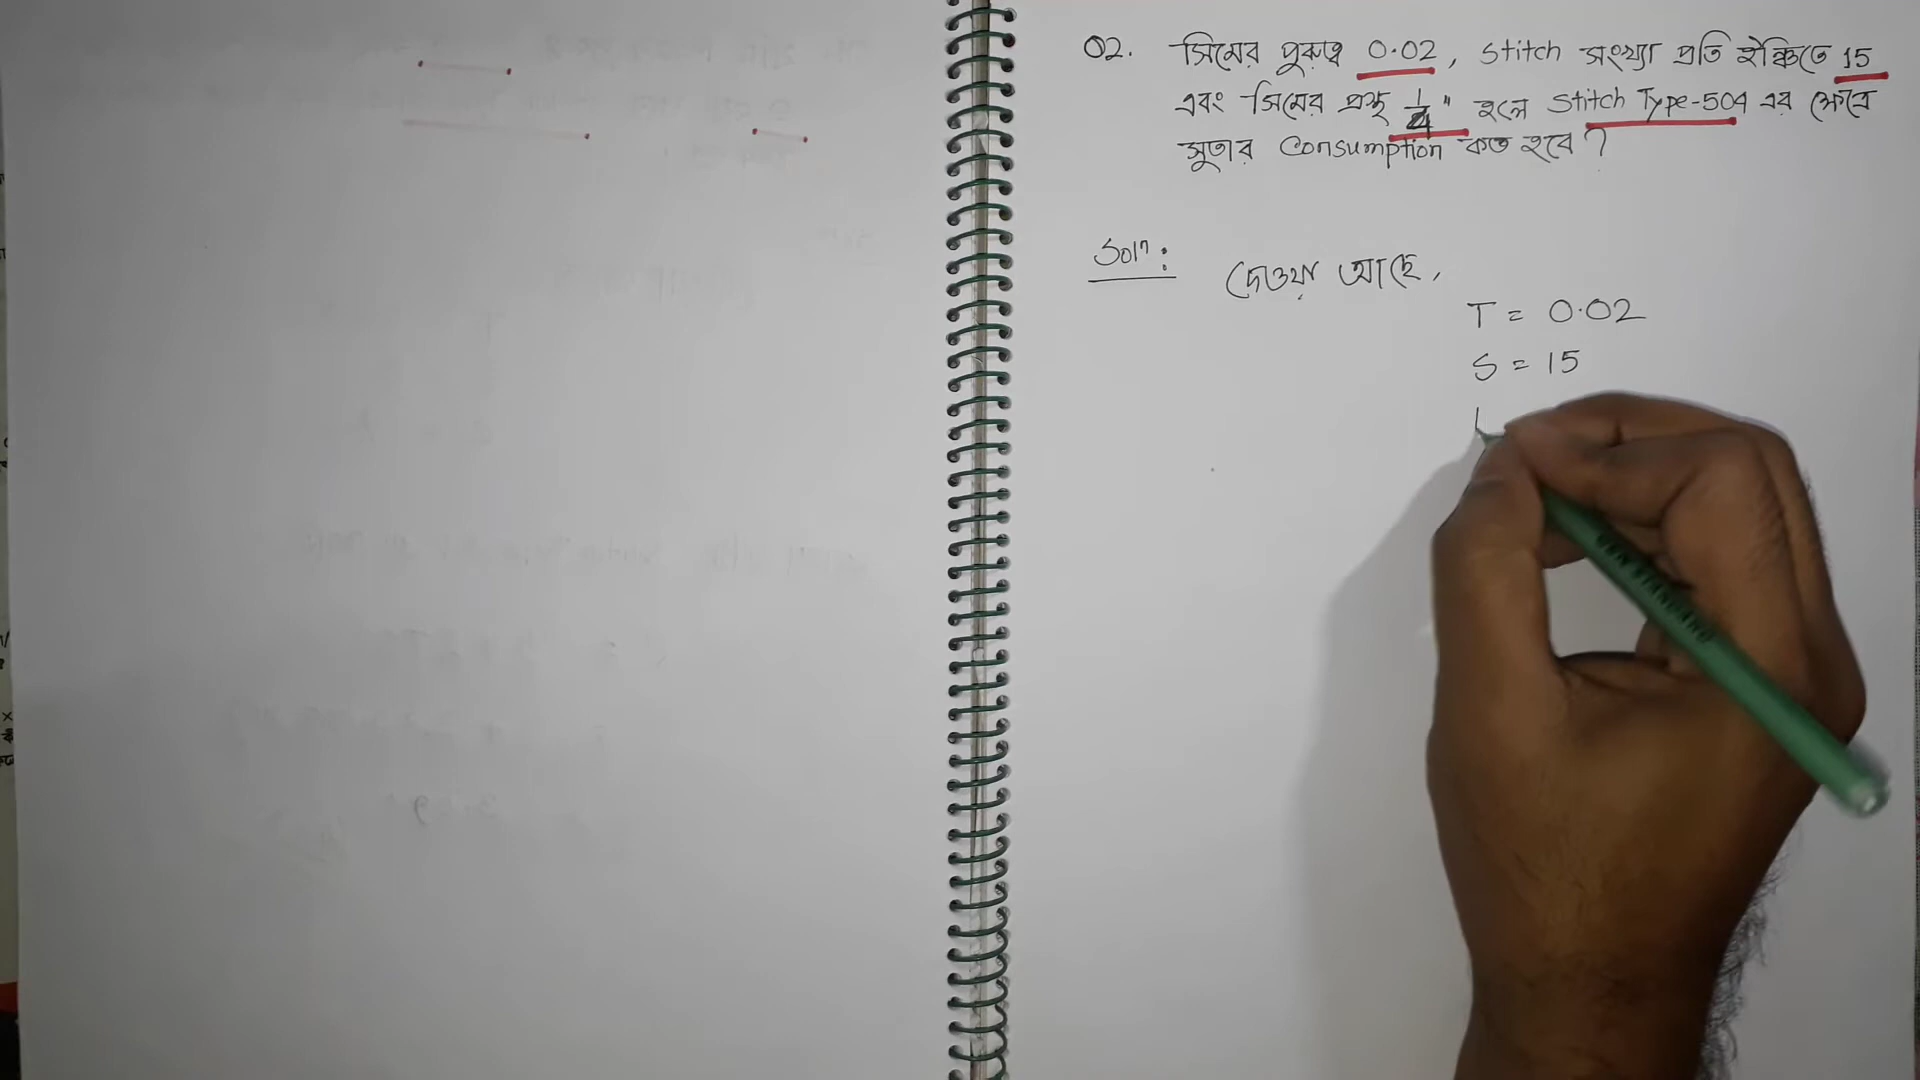 02. সিমের পুরুত্ব 0.02, Stitch সংখ্যা প্রতি ইঞ্চিতে 15
এবং সিমের প্রস্থ 1/4" হলে Stitch Type-504 এর ক্ষেত্রে
সুতার Consumption কত হবে ?
Solⁿ: দেওয়া আছে,
T = 0.02
S = 15